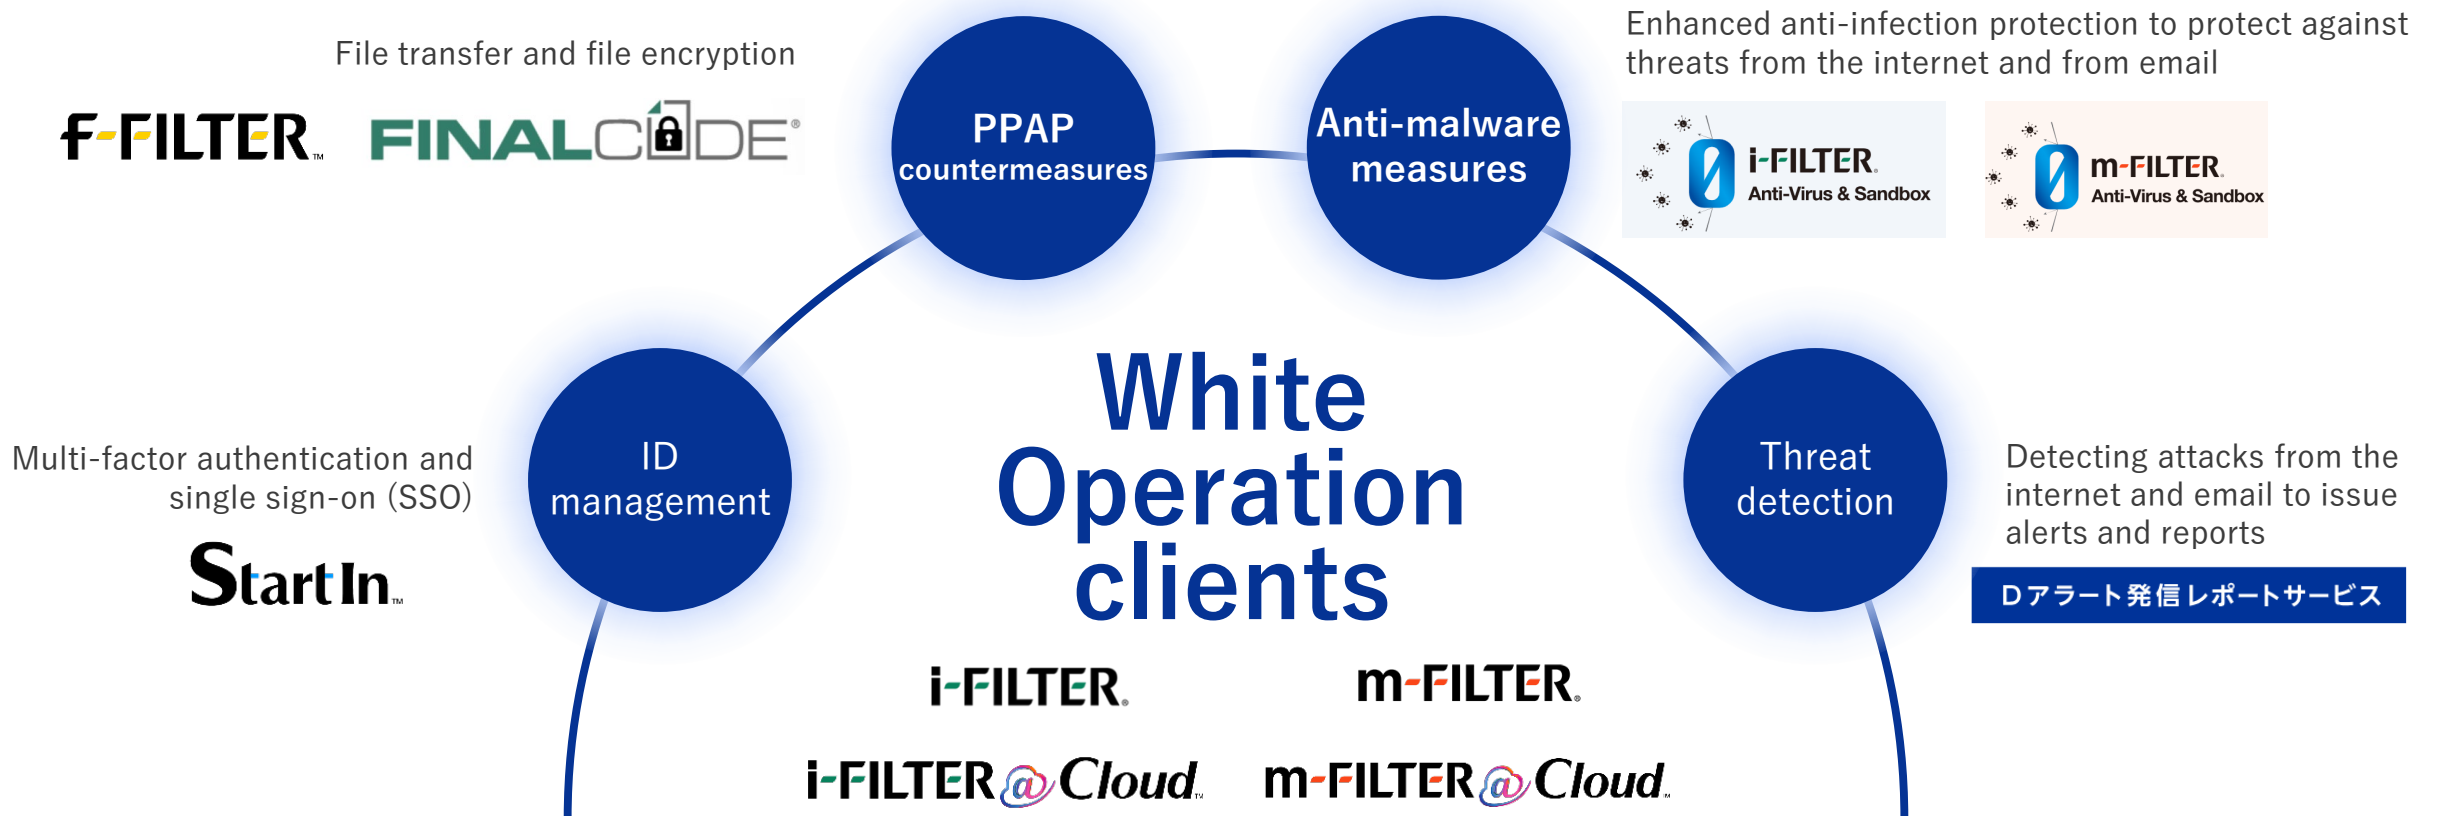 File transfer and file encryption
f-FILTER™
FINALCODE®
PPAP
countermeasures
Anti-malware
measures
Enhanced anti-infection protection to protect against
threats from the internet and from email
i-FILTER®
Anti-Virus & Sandbox
m-FILTER®
Anti-Virus & Sandbox
Multi-factor authentication and
single sign-on (SSO)
StartIn™
ID
management
White
Operation
clients
Threat
detection
Detecting attacks from the
internet and email to issue
alerts and reports
Dアラート発信レポートサービス
i-FILTER®
m-FILTER®
i-FILTER@Cloud™
m-FILTER@Cloud™